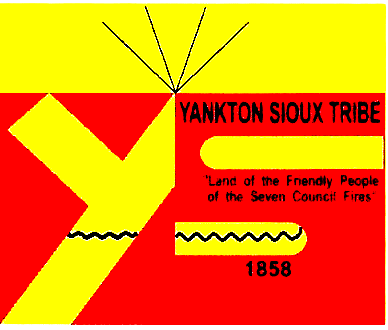 YANKTON SIOUX TRIBE
"Land of the Friendly People
of the Seven Council Fires"
1858